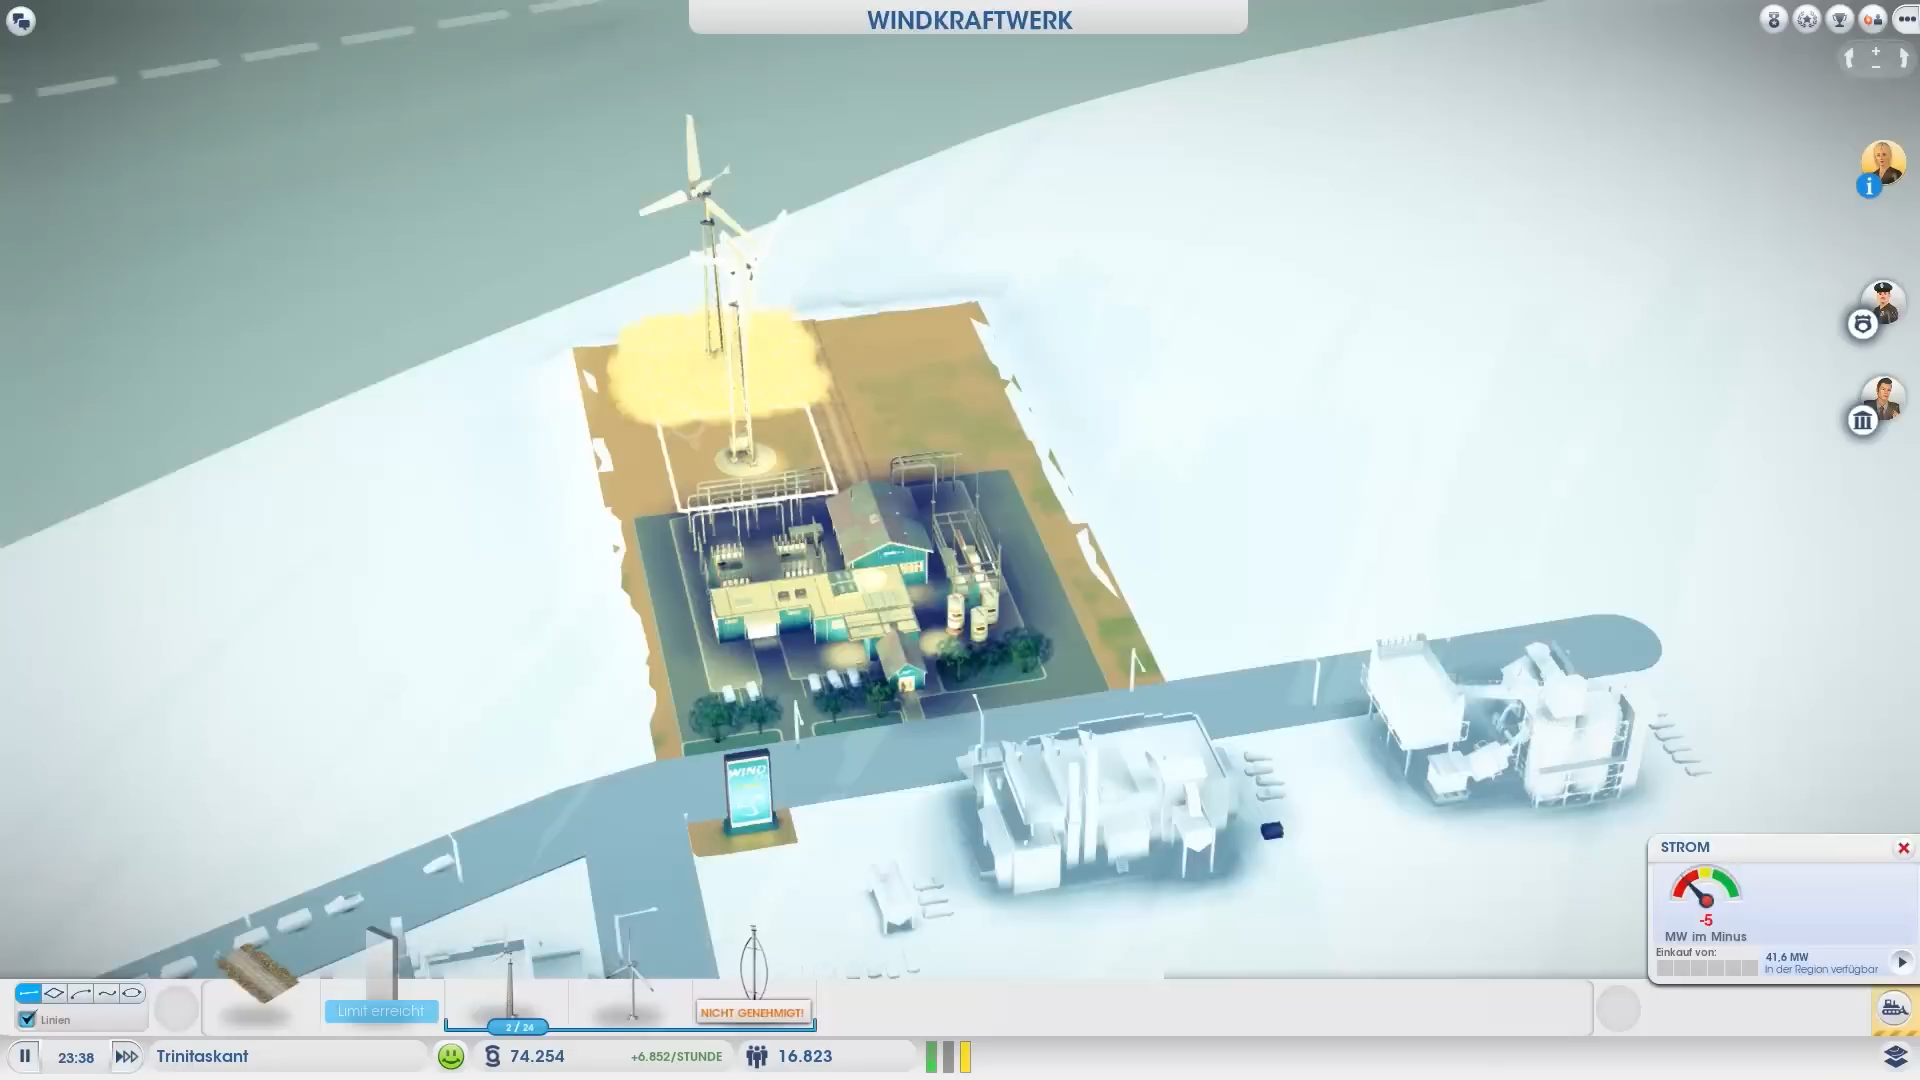 WINDKRAFTWERK
WIND
STROM
-5
MW im Minus
Einkauf von:
41,6 MW
In der Region verfügbar
Linien
Limit erreicht
2 / 24
NICHT GENEHMIGT!
23:38
Trinitaskant
74.254
+6.852/STUNDE
16.823